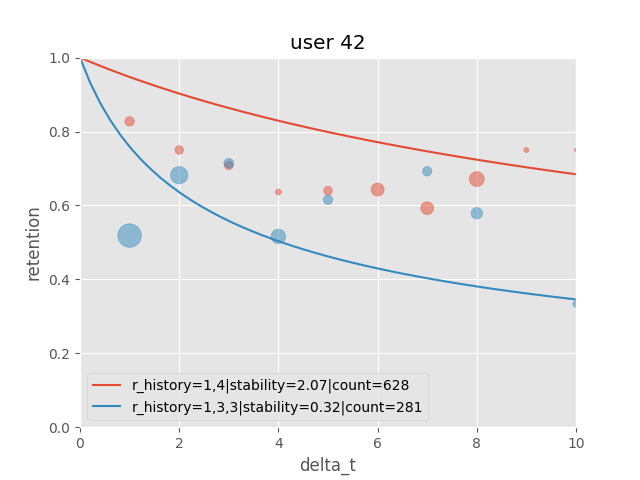 user 42
1.0
0.8
0.6
0.4
0.2
0.0
retention
r_history=1,4|stability=2.07|count=628
r_history=1,3,3|stability=0.32|count=281
0 2 4 6 8 10
delta_t